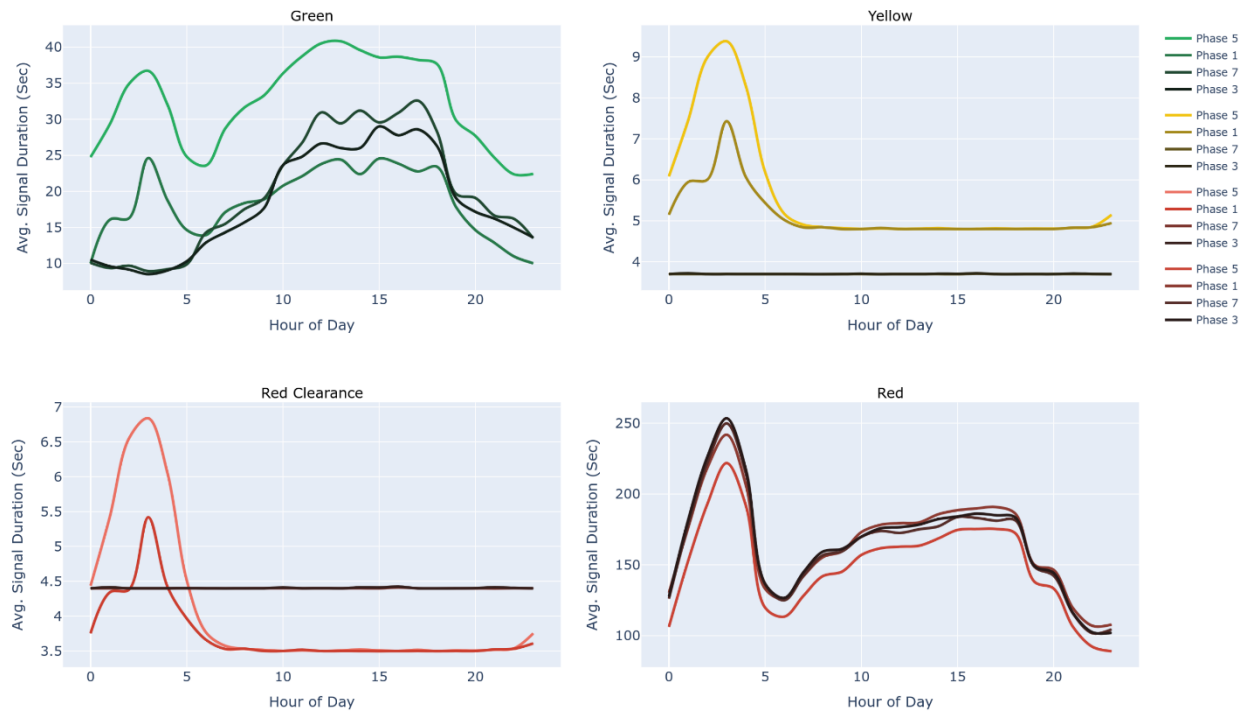 Green
40
35
30
25
20
15
10
Avg. Signal Duration (Sec)
0
5
10
15
20
Hour of Day
Yellow
9
8
7
6
5
4
Avg. Signal Duration (Sec)
0
5
10
15
20
Hour of Day
Phase 5
Phase 1
Phase 7
Phase 3
Phase 5
Phase 1
Phase 7
Phase 3
Phase 5
Phase 1
Phase 7
Phase 3
Phase 5
Phase 1
Phase 7
Phase 3
Red Clearance
7
6.5
6
5.5
5
4.5
4
3.5
Avg. Signal Duration (Sec)
0
5
10
15
20
Hour of Day
Red
250
200
150
100
Avg. Signal Duration (Sec)
0
5
10
15
20
Hour of Day